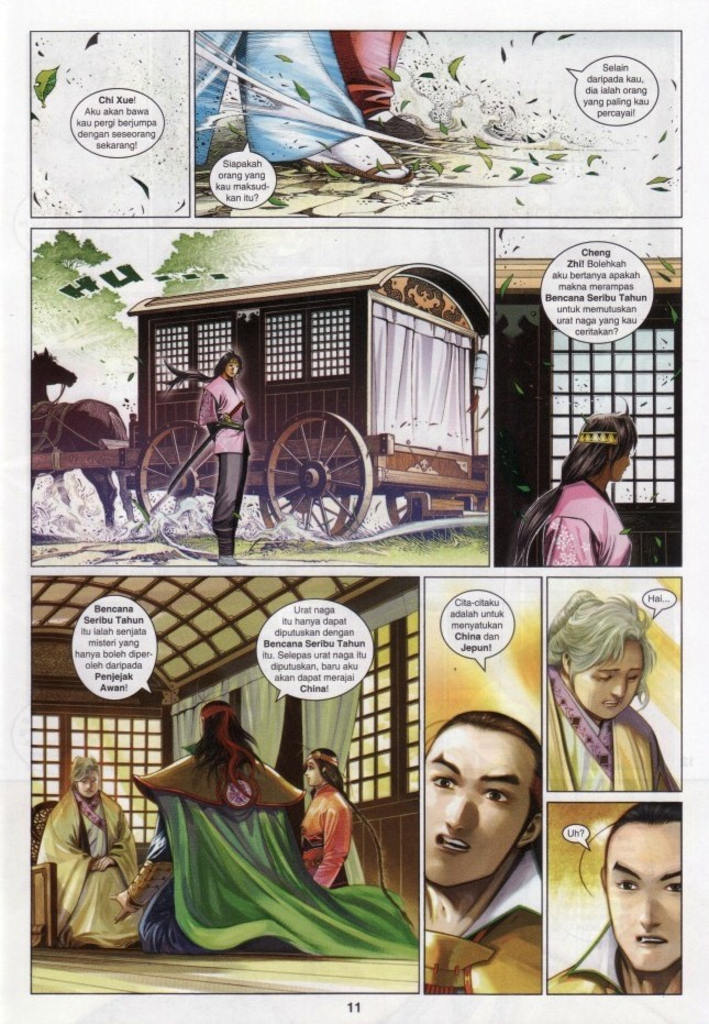 Chi Xue!
Aku akan bawa
kau pergi berjumpa
dengan seseorang
sekarang!
Selain
daripada kau,
dia ialah orang
yang paling kau
percayai!
Siapakah
orang yang
kau maksud-
kan itu?
HU...
Cheng
Zhi! Bolehkah
aku bertanya apakah
makna merampas
Bencana Seribu Tahun
untuk memutuskan
urat naga yang kau
ceritakan?
Bencana
Seribu Tahun
itu ialah senjata
misteri yang
hanya boleh diper-
oleh daripada
Penjejak
Awan!
Urat naga
itu hanya dapat
diputuskan dengan
Bencana Seribu Tahun
itu. Selepas urat naga itu
diputuskan, baru aku
akan dapat merajai
China!
Cita-citaku
adalah untuk
menyatukan
China dan
Jepun!
Hai...
Uh?
11